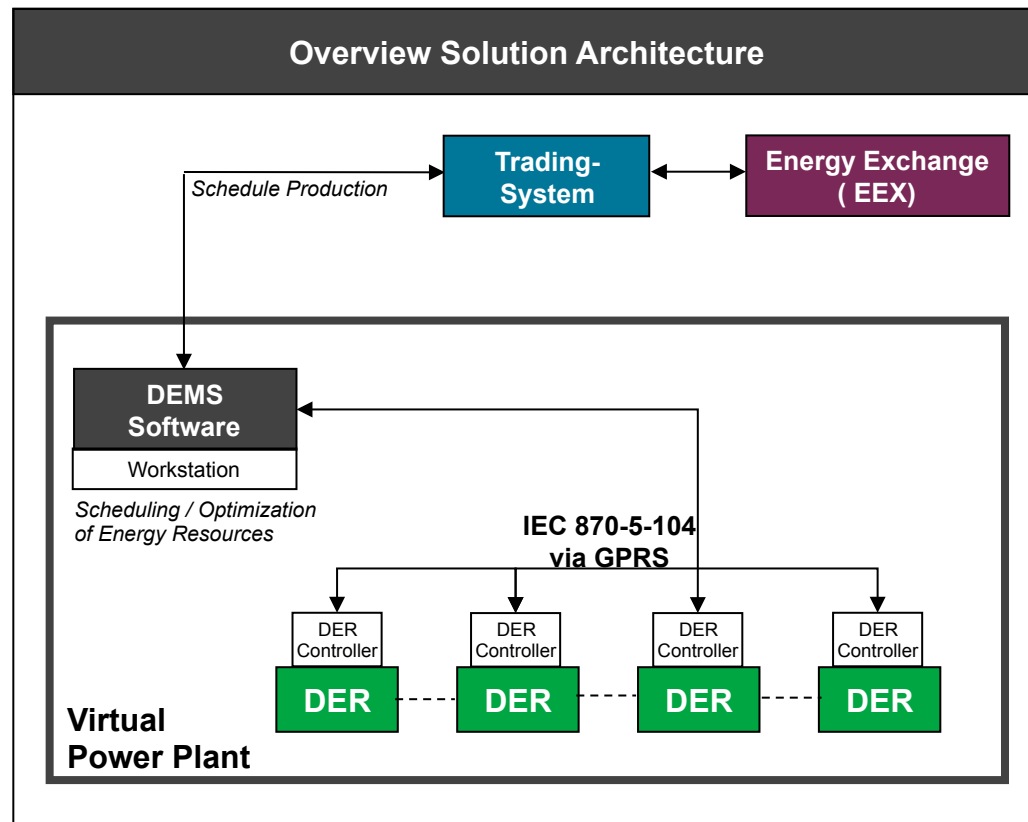 Overview Solution Architecture
Trading-
System
Energy Exchange
( EEX)
Schedule Production
DEMS
Software
Workstation
Scheduling / Optimization
of Energy Resources
IEC 870-5-104
via GPRS
DER
Controller
DER
Controller
DER
Controller
DER
Controller
DER
DER
DER
DER
Virtual
Power Plant